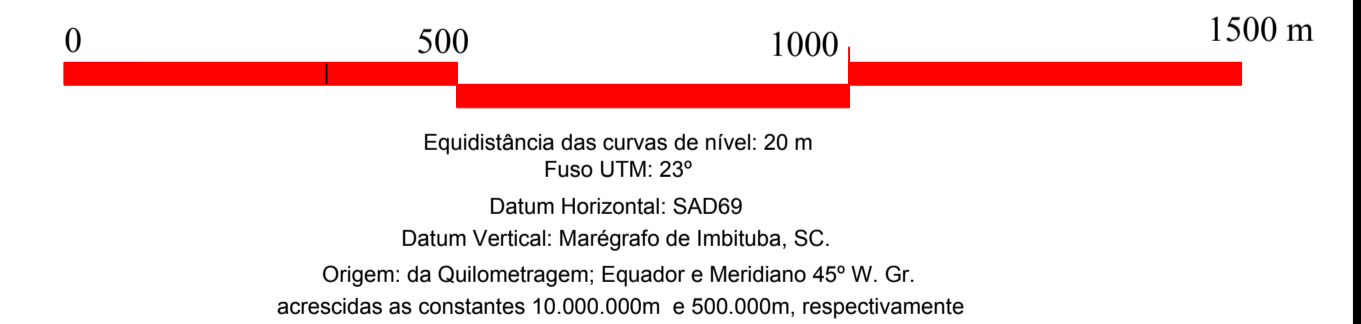 0 500 1000 1500 m
Equidistância das curvas de nível: 20 m
Fuso UTM: 23º
Datum Horizontal: SAD69
Datum Vertical: Marégrafo de Imbituba, SC.
Origem: da Quilometragem; Equador e Meridiano 45º W. Gr.
acrescidas as constantes 10.000.000m e 500.000m, respectivamente